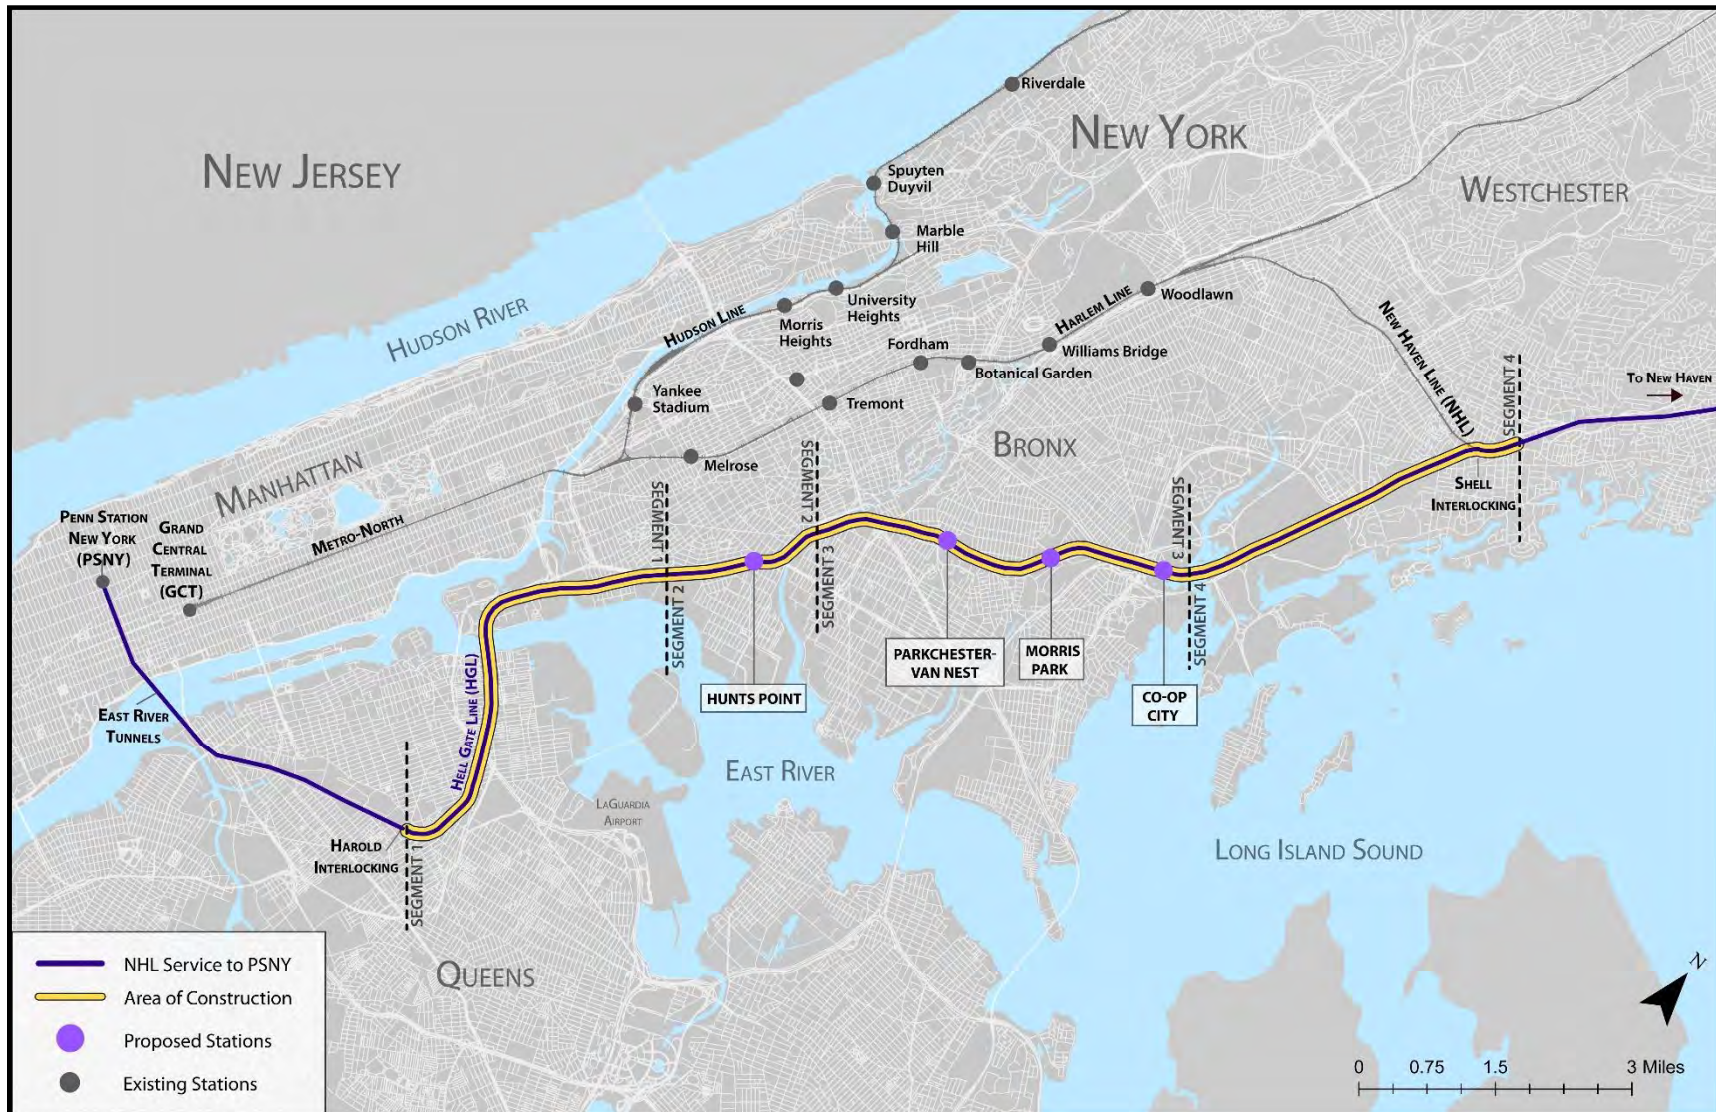 Riverdale
NEW YORK
NEW JERSEY
Spuyten
Duyvil
WESTCHESTER
Marble
Hill
HUDSON RIVER
University
Heights
Morris
Heights
HUDSON LINE
HARLEM LINE
Woodlawn
NEW HAVEN LINE (NHL)
Fordham
Williams Bridge
Botanical Garden
Yankee
Stadium
Tremont
SEGMENT 4
TO NEW HAVEN
BRONX
Melrose
MANHATTAN
SEGMENT 1
SEGMENT 2
SEGMENT 2
SEGMENT 3
SEGMENT 3
SEGMENT 4
SHELL
INTERLOCKING
PENN STATION
NEW YORK
(PSNY)
GRAND
CENTRAL
TERMINAL
(GCT)
METRO-NORTH
HUNTS POINT
PARKCHESTER-
VAN NEST
MORRIS
PARK
CO-OP
CITY
EAST RIVER
TUNNELS
HELL GATE LINE (HGL)
EAST RIVER
LAGUARDIA
AIRPORT
LONG ISLAND SOUND
HAROLD
INTERLOCKING
SEGMENT 1
QUEENS
NHL Service to PSNY
Area of Construction
Proposed Stations
Existing Stations
N
0 0.75 1.5 3 Miles